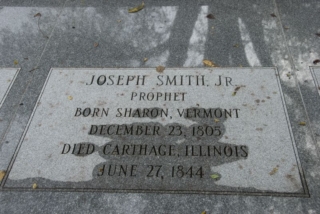 JOSEPH SMITH, JR.
PROPHET
BORN SHARON, VERMONT
DECEMBER 23, 1805
DIED CARTHAGE, ILLINOIS
JUNE 27, 1844